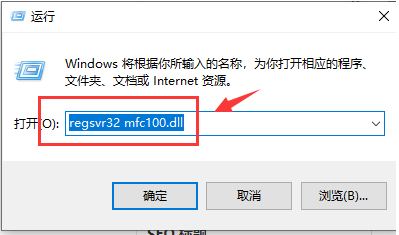 运行
Windows 将根据你所输入的名称，为你打开相应的程序、
文件夹、文档或 Internet 资源。
打开(O): regsvr32 mfc100.dll
确定 取消 浏览(B)...